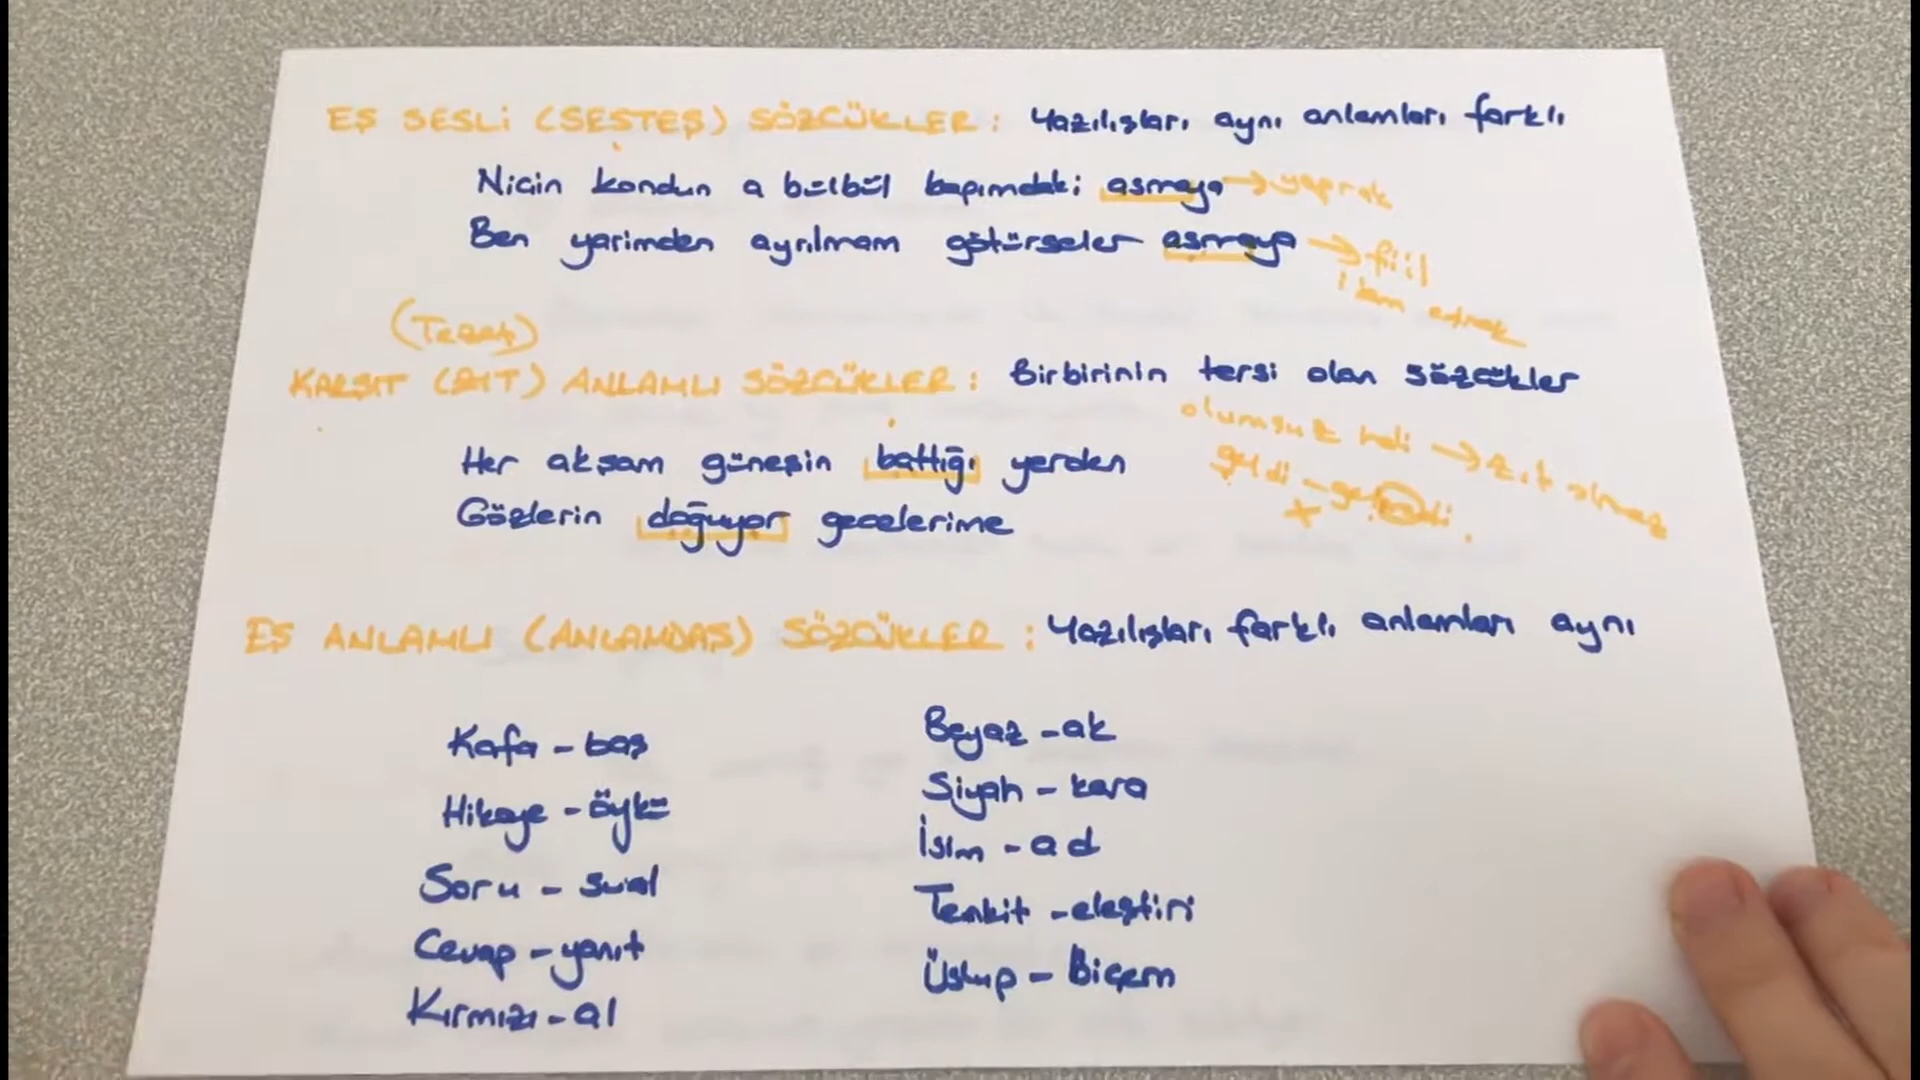 EŞ SESLİ (SESTEŞ) SÖZCÜKLER: Yazılışları aynı anlamları farklı
Niçin kondun a bülbül kapımdaki asmaya → yaprak
Ben yarimden ayrılmam götürseler asmaya → fiil
idam etmek
(Tezat)
KARŞIT (ZIT) ANLAMLI SÖZCÜKLER: Birbirinin tersi olan sözcükler
olumsuz hali → zıt olmaz
geldi - gelmedi
x
Her akşam güneşin battığı yerden
Gözlerin doğuyor gecelerime
EŞ ANLAMLI (ANLAMDAŞ) SÖZCÜKLER: Yazılışları farklı anlamları aynı
Kafa - baş
Hikaye - öykü
Soru - sual
Cevap - yanıt
Kırmızı - al
Beyaz - ak
Siyah - kara
İsim - ad
Tenkit - eleştiri
Üslup - Biçem